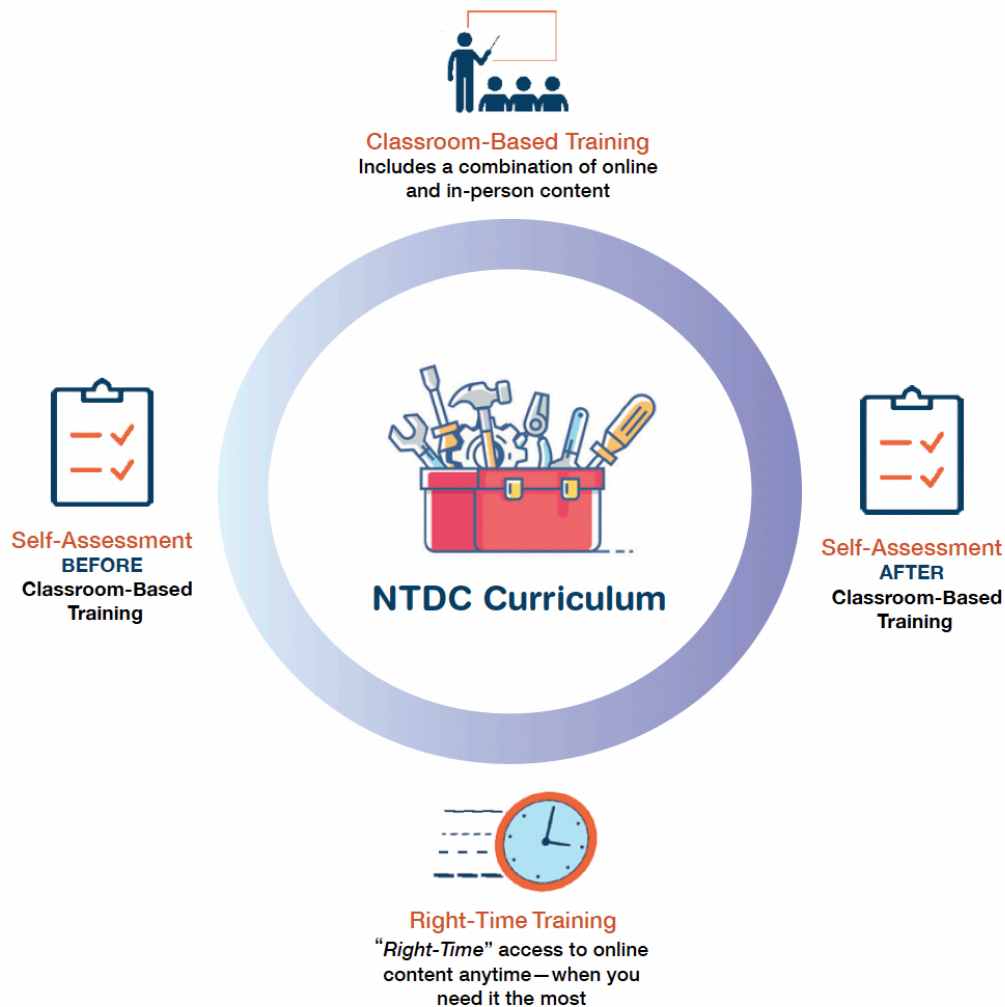 Classroom-Based Training
Includes a combination of online
and in-person content
Self-Assessment
BEFORE
Classroom-Based
Training
NTDC Curriculum
Self-Assessment
AFTER
Classroom-Based
Training
Right-Time Training
“Right-Time” access to online
content anytime—when you
need it the most